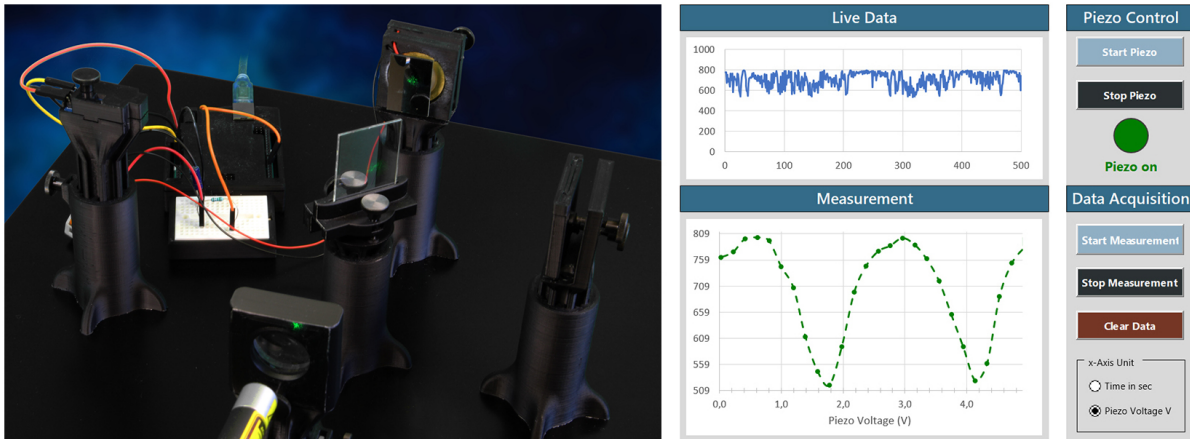 Live Data
1000
800
600
400
200
0
0 100 200 300 400 500
Measurement
809
759
709
659
609
559
509
0,0 1,0 2,0 3,0 4,0
Piezo Voltage (V)
Piezo Control
Start Piezo
Stop Piezo
Piezo on
Data Acquisition
Start Measurement
Stop Measurement
Clear Data
x-Axis Unit
Time in sec
Piezo Voltage V